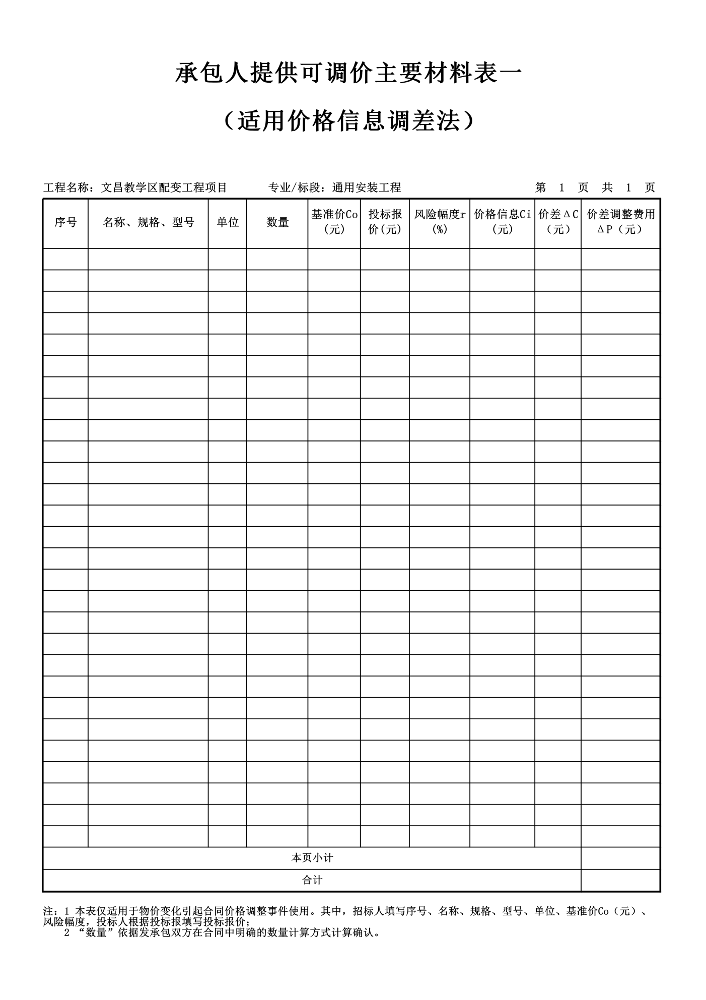 承包人提供可调价主要材料表一
（适用价格信息调差法）
工程名称：文昌教学区配变工程项目 专业/标段：通用安装工程 第 1 页 共 1 页
序号 名称、规格、型号 单位 数量 基准价Co(元) 投标报价(元) 风险幅度r(%) 价格信息Ci(元) 价差ΔC（元） 价差调整费用ΔP（元）
本页小计
合计
注：1 本表仅适用于物价变化引起合同价格调整事件使用。其中，招标人填写序号、名称、规格、型号、单位、基准价Co（元）、
风险幅度，投标人根据投标报填写投标报价；
2 “数量”依据发承包双方在合同中明确的数量计算方式计算确认。